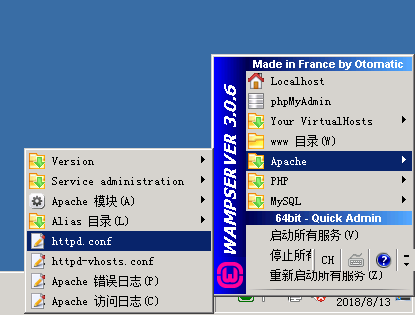 Made in France by Otomatic
Localhost
phpMyAdmin
Your VirtualHosts
www 目录(W)
Apache
PHP
MySQL
64bit - Quick Admin
启动所有服务(V)
停止所
重新启动所有服务(Z)
WAMPSERVER 3.0.6
Version
Service administration
Apache 模块(A)
Alias 目录(L)
httpd.conf
httpd-vhosts.conf
Apache 错误日志(P)
Apache 访问日志(C)
CH
2018/8/13